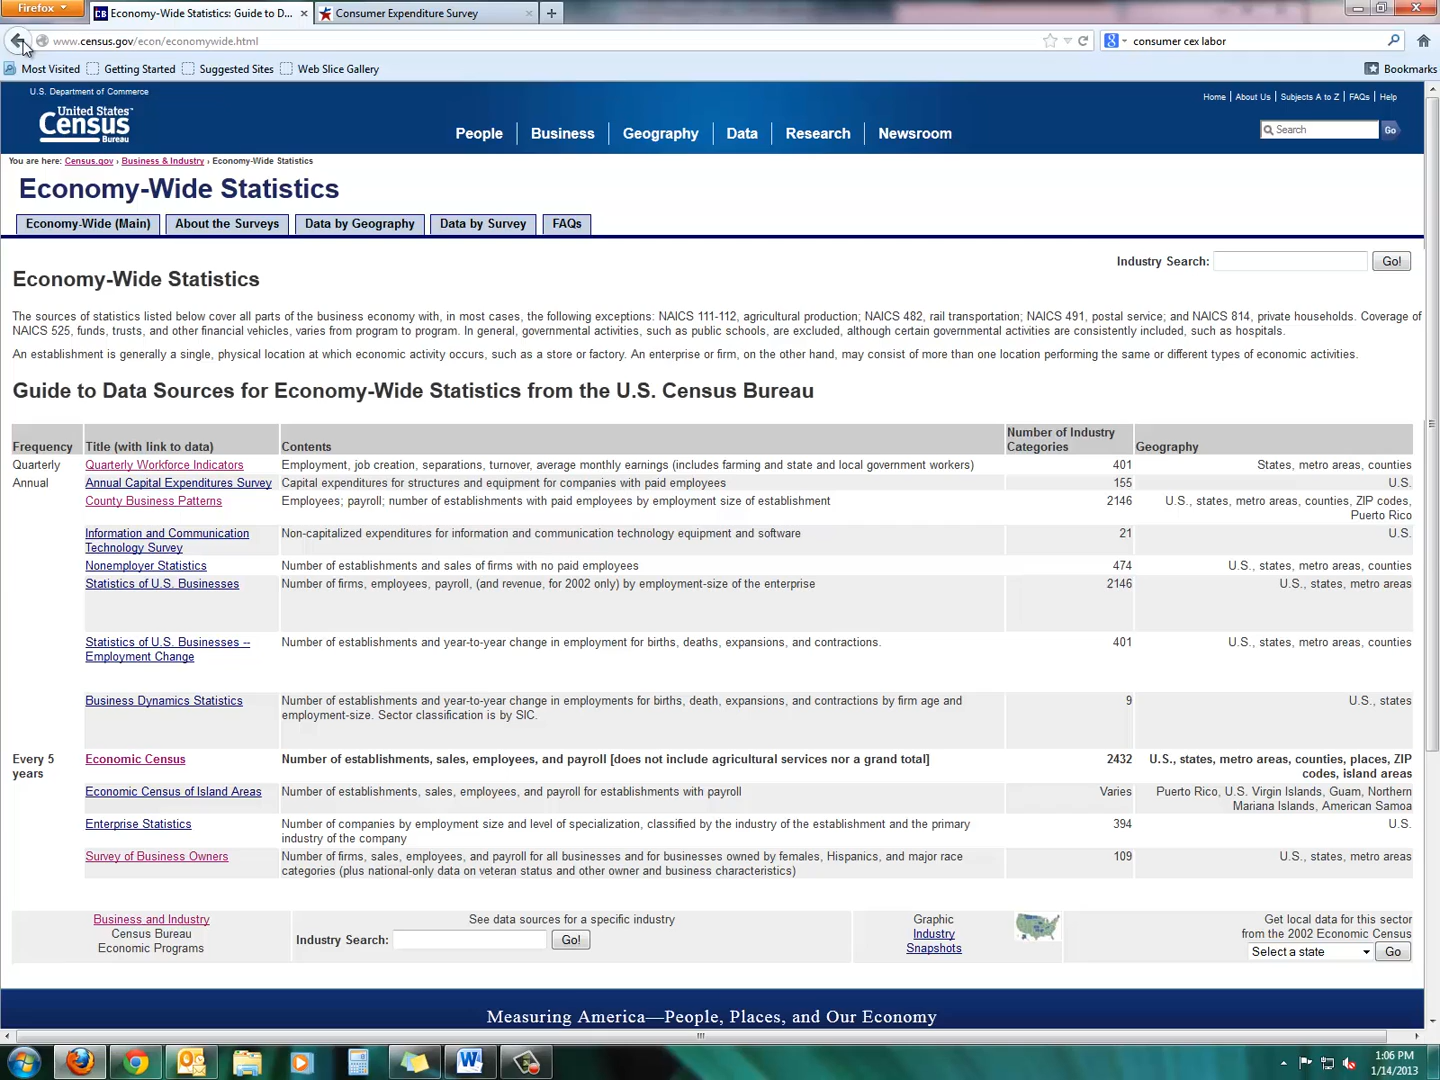 Firefox
Economy-Wide Statistics: Guide to D...
Consumer Expenditure Survey
www.census.gov/econ/economywide.html
consumer cex labor
Most Visited Getting Started Suggested Sites Web Slice Gallery Bookmarks
U.S. Department of Commerce
Home About Us Subjects A to Z FAQs Help
United States
Census
Bureau
People Business Geography Data Research Newsroom
Search Go
You are here: Census.gov › Business & Industry › Economy-Wide Statistics
Economy-Wide Statistics
Economy-Wide (Main) About the Surveys Data by Geography Data by Survey FAQs
Industry Search: Go!
Economy-Wide Statistics
The sources of statistics listed below cover all parts of the business economy with, in most cases, the following exceptions: NAICS 111-112, agricultural production; NAICS 482, rail transportation; NAICS 491, postal service; and NAICS 814, private households. Coverage of
NAICS 525, funds, trusts, and other financial vehicles, varies from program to program. In general, governmental activities, such as public schools, are excluded, although certain governmental activities are consistently included, such as hospitals.
An establishment is generally a single, physical location at which economic activity occurs, such as a store or factory. An enterprise or firm, on the other hand, may consist of more than one location performing the same or different types of economic activities.
Guide to Data Sources for Economy-Wide Statistics from the U.S. Census Bureau
Frequency Title (with link to data) Contents Number of Industry Categories Geography
Quarterly Quarterly Workforce Indicators Employment, job creation, separations, turnover, average monthly earnings (includes farming and state and local government workers) 401 States, metro areas, counties
Annual Annual Capital Expenditures Survey Capital expenditures for structures and equipment for companies with paid employees 155 U.S.
County Business Patterns Employees; payroll; number of establishments with paid employees by employment size of establishment 2146 U.S., states, metro areas, counties, ZIP codes,
Puerto Rico
Information and Communication Non-capitalized expenditures for information and communication technology equipment and software 21 U.S.
Technology Survey
Nonemployer Statistics Number of establishments and sales of firms with no paid employees 474 U.S., states, metro areas, counties
Statistics of U.S. Businesses Number of firms, employees, payroll, (and revenue, for 2002 only) by employment-size of the enterprise 2146 U.S., states, metro areas
Statistics of U.S. Businesses -- Number of establishments and year-to-year change in employment for births, deaths, expansions, and contractions. 401 U.S., states, metro areas, counties
Employment Change
Business Dynamics Statistics Number of establishments and year-to-year change in employments for births, death, expansions, and contractions by firm age and 9 U.S., states
employment-size. Sector classification is by SIC.
Every 5 Economic Census Number of establishments, sales, employees, and payroll [does not include agricultural services nor a grand total] 2432 U.S., states, metro areas, counties, places, ZIP
years codes, island areas
Economic Census of Island Areas Number of establishments, sales, employees, and payroll for establishments with payroll Varies Puerto Rico, U.S. Virgin Islands, Guam, Northern
Mariana Islands, American Samoa
Enterprise Statistics Number of companies by employment size and level of specialization, classified by the industry of the establishment and the primary 394 U.S.
industry of the company
Survey of Business Owners Number of firms, sales, employees, and payroll for all businesses and for businesses owned by females, Hispanics, and major race 109 U.S., states, metro areas
categories (plus national-only data on veteran status and other owner and business characteristics)
Business and Industry See data sources for a specific industry Graphic Get local data for this sector
Census Bureau Industry Search: Go! Industry from the 2002 Economic Census
Economic Programs Snapshots Select a state Go
Measuring America—People, Places, and Our Economy
1:06 PM
1/14/2013